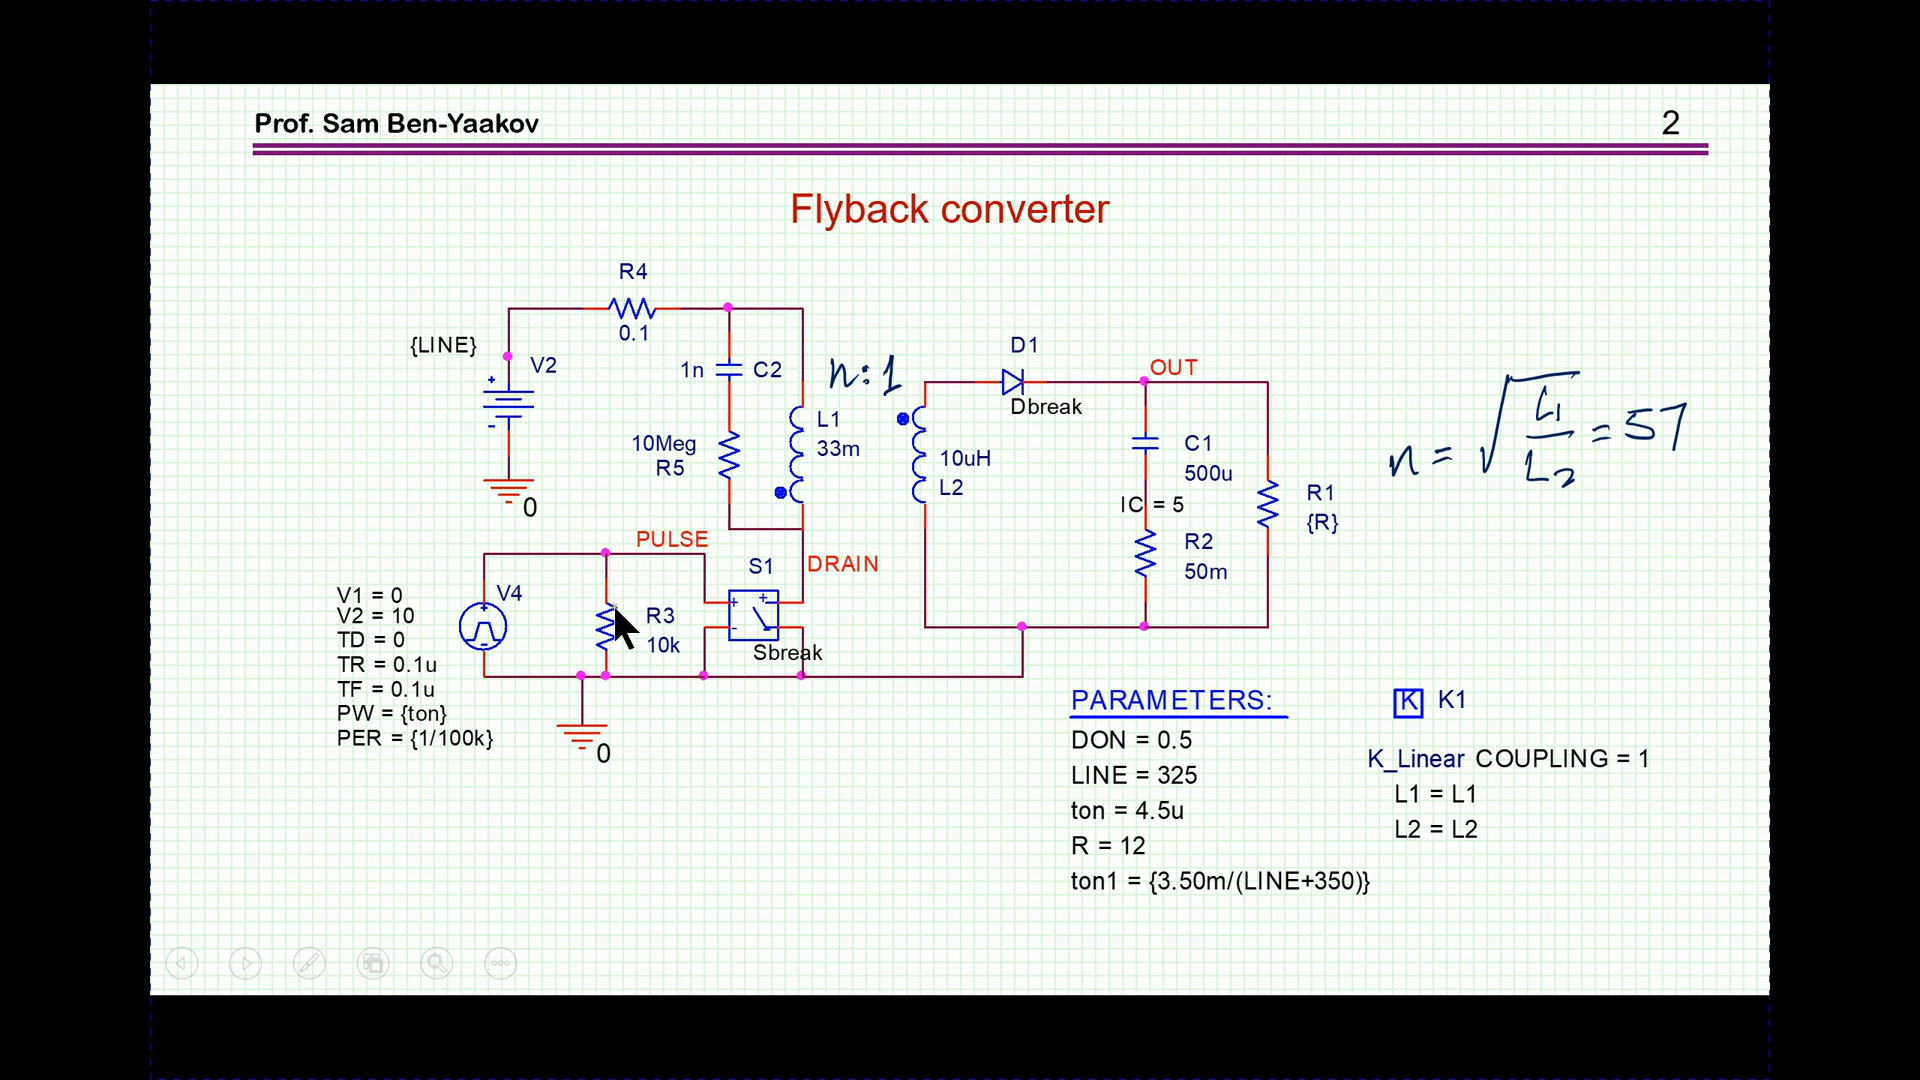 Prof. Sam Ben-Yaakov
2
Flyback converter
R4
0.1
{LINE}
V2
+
-
0
1n
C2
n:1
10Meg
R5
L1
33m
10uH
L2
D1
Dbreak
OUT
C1
500u
IC = 5
R2
50m
R1
{R}
n = √L1/L2 = 57
PULSE
S1
DRAIN
Sbreak
V4
R3
10k
V1 = 0
V2 = 10
TD = 0
TR = 0.1u
TF = 0.1u
PW = {ton}
PER = {1/100k}
0
PARAMETERS:
DON = 0.5
LINE = 325
ton = 4.5u
R = 12
ton1 = {3.50m/(LINE+350)}
K K1
K_Linear COUPLING = 1
L1 = L1
L2 = L2